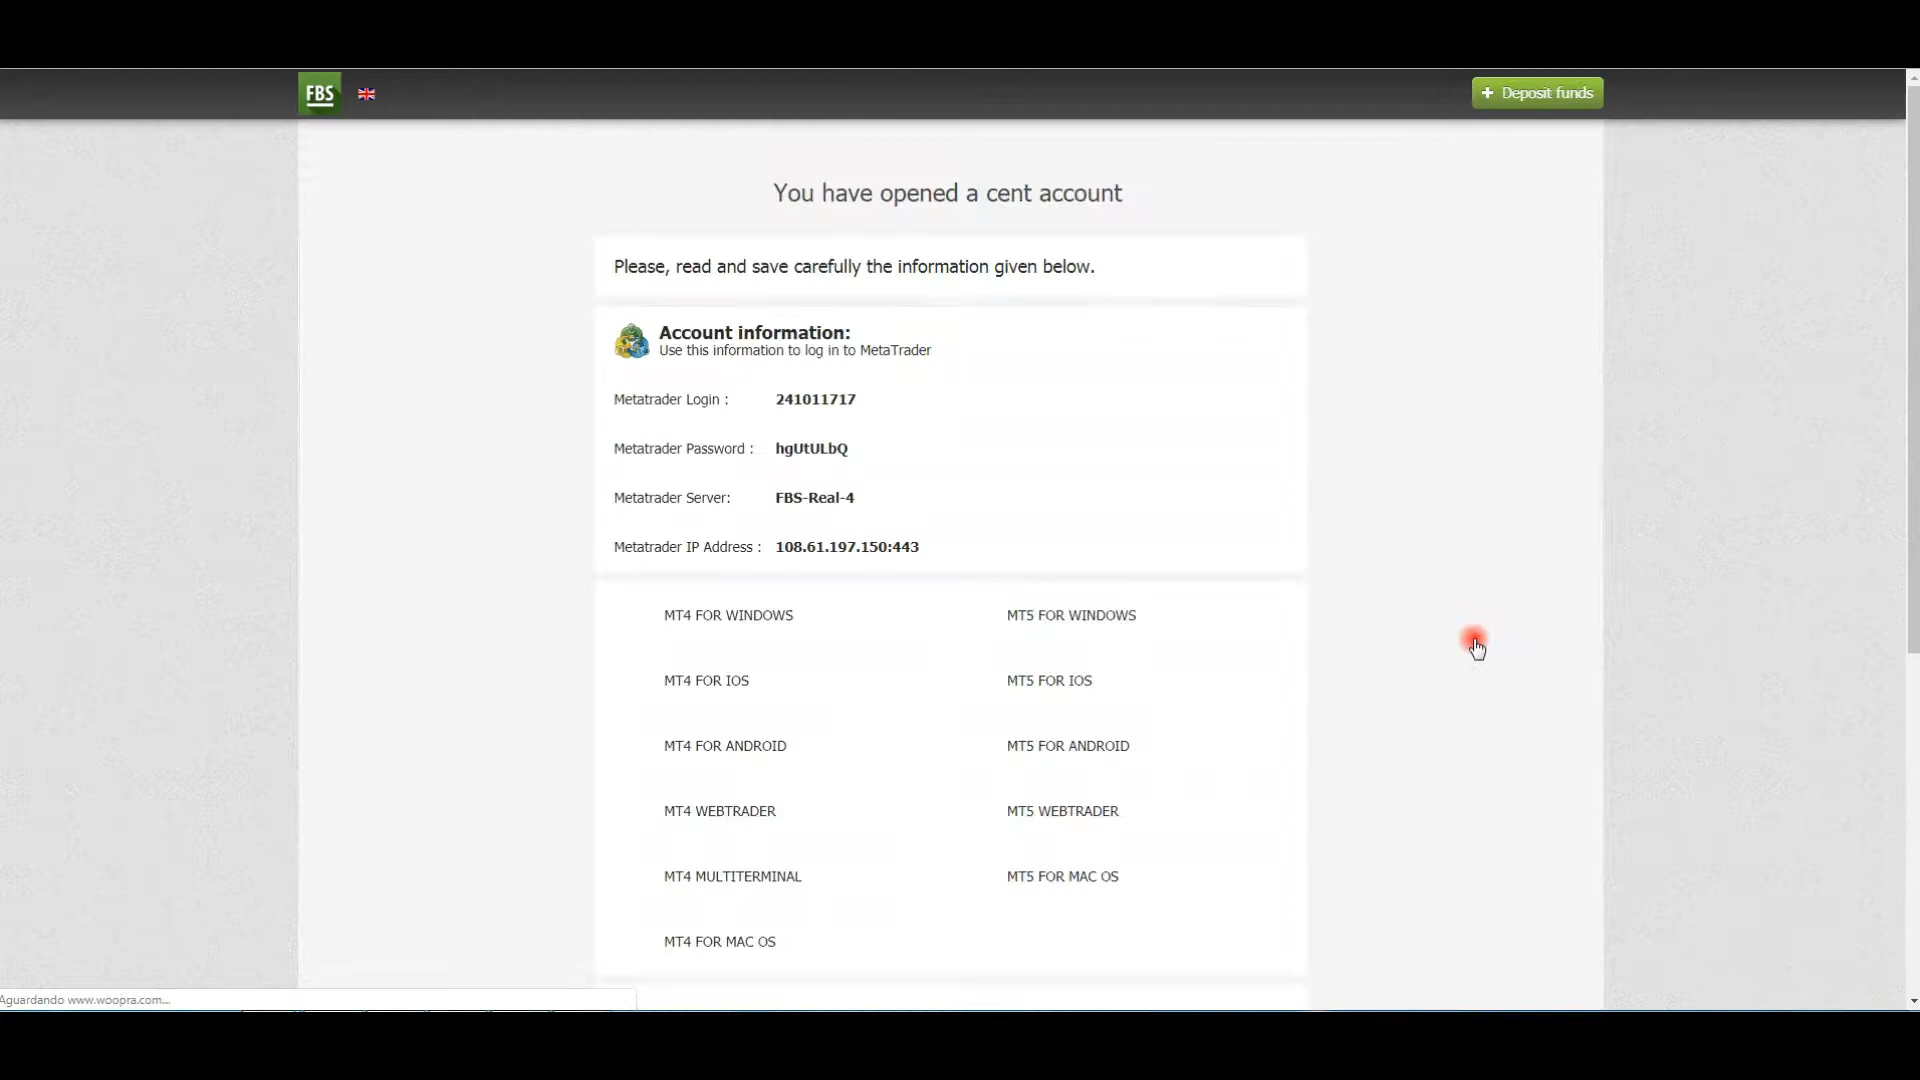 FBS
+ Deposit funds
You have opened a cent account
Please, read and save carefully the information given below.
Account information:
Use this information to log in to MetaTrader
Metatrader Login : 241011717
Metatrader Password : hgUtULbQ
Metatrader Server: FBS-Real-4
Metatrader IP Address : 108.61.197.150:443
MT4 FOR WINDOWS MT5 FOR WINDOWS
MT4 FOR IOS MT5 FOR IOS
MT4 FOR ANDROID MT5 FOR ANDROID
MT4 WEBTRADER MT5 WEBTRADER
MT4 MULTITERMINAL MT5 FOR MAC OS
MT4 FOR MAC OS
Aguardando www.woopra.com...